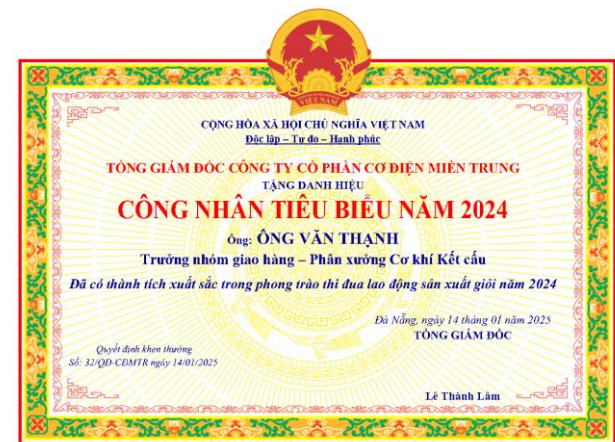 VIỆT NAM
CỘNG HÒA XÃ HỘI CHỦ NGHĨA VIỆT NAM
Độc lập – Tự do – Hạnh phúc
TỔNG GIÁM ĐỐC CÔNG TY CỔ PHẦN CƠ ĐIỆN MIỀN TRUNG
TẶNG DANH HIỆU
CÔNG NHÂN TIÊU BIỂU NĂM 2024
Ông: ÔNG VĂN THẠNH
Trưởng nhóm giao hàng – Phân xưởng Cơ khí Kết cấu
Đã có thành tích xuất sắc trong phong trào thi đua lao động sản xuất giỏi năm 2024
Đà Nẵng, ngày 14 tháng 01 năm 2025
TỔNG GIÁM ĐỐC
Quyết định khen thưởng
Số: 32/QĐ-CĐMTR ngày 14/01/2025
Lê Thành Lâm